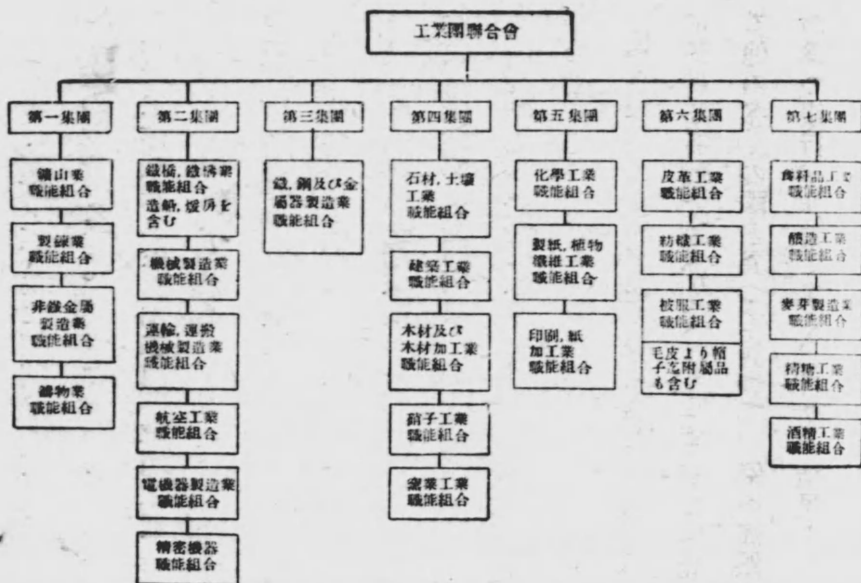 工業團聯合會
第一集團
鑛山業
職能組合
製鍊業
職能組合
非鐵金屬
製造業
職能組合
鑄物業
職能組合
第二集團
鐵橋，鐵構業
職能組合
造船，煖房を
含む
機械製造業
職能組合
運輸，運搬
機械製造業
職能組合
航空工業
職能組合
電機器製造業
職能組合
精密機器
職能組合
第三集團
鐵，鋼及び金
屬器製造業
職能組合
第四集團
石材，土壤
工業
職能組合
建築工業
職能組合
木材及び
木材加工業
職能組合
硝子工業
職能組合
窯業工業
職能組合
第五集團
化學工業
職能組合
製紙，植物
纖維工業
職能組合
印刷，紙
加工業
職能組合
第六集團
皮革工業
職能組合
紡織工業
職能組合
被服工業
職能組合
毛皮より帽
子迄附屬品
も含む
第七集團
食料品工業
職能組合
釀造工業
職能組合
麥芽製造業
職能組合
職能組合
酒精工業
職能組合